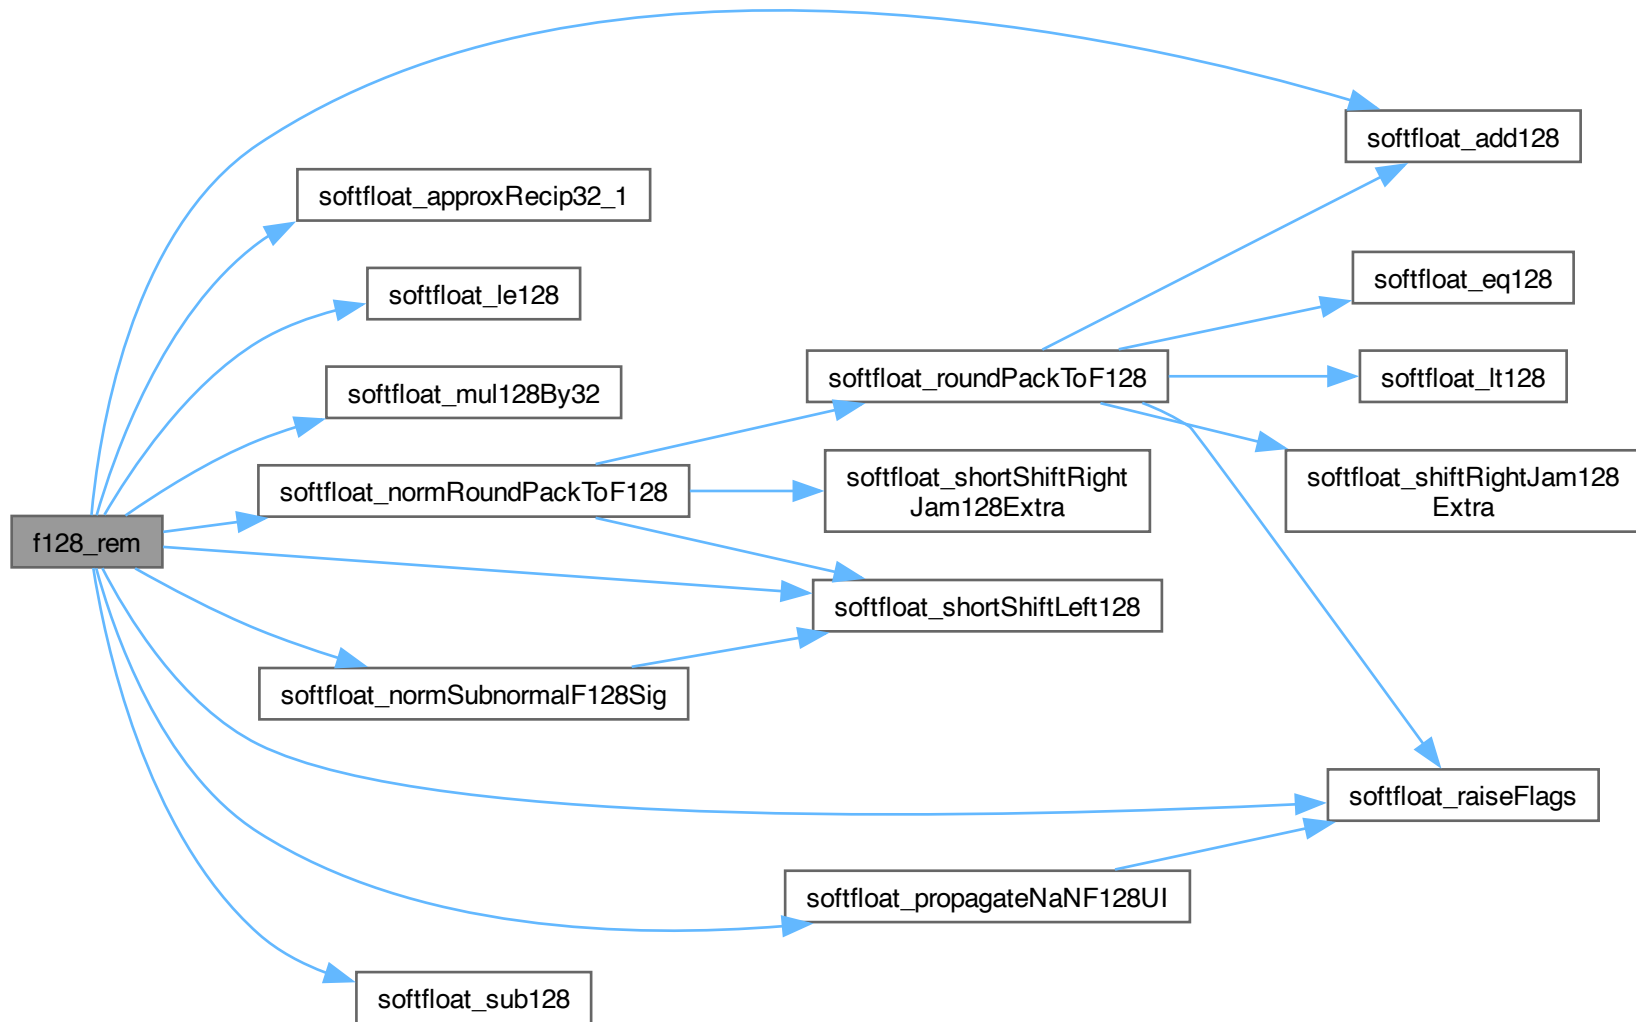 softfloat_add128
softfloat_approxRecip32_1
softfloat_eq128
softfloat_le128
softfloat_roundPackToF128
softfloat_lt128
softfloat_mul128By32
softfloat_normRoundPackToF128
softfloat_shortShiftRight
Jam128Extra
softfloat_shiftRightJam128
Extra
f128_rem
softfloat_shortShiftLeft128
softfloat_normSubnormalF128Sig
softfloat_raiseFlags
softfloat_propagateNaNF128UI
softfloat_sub128